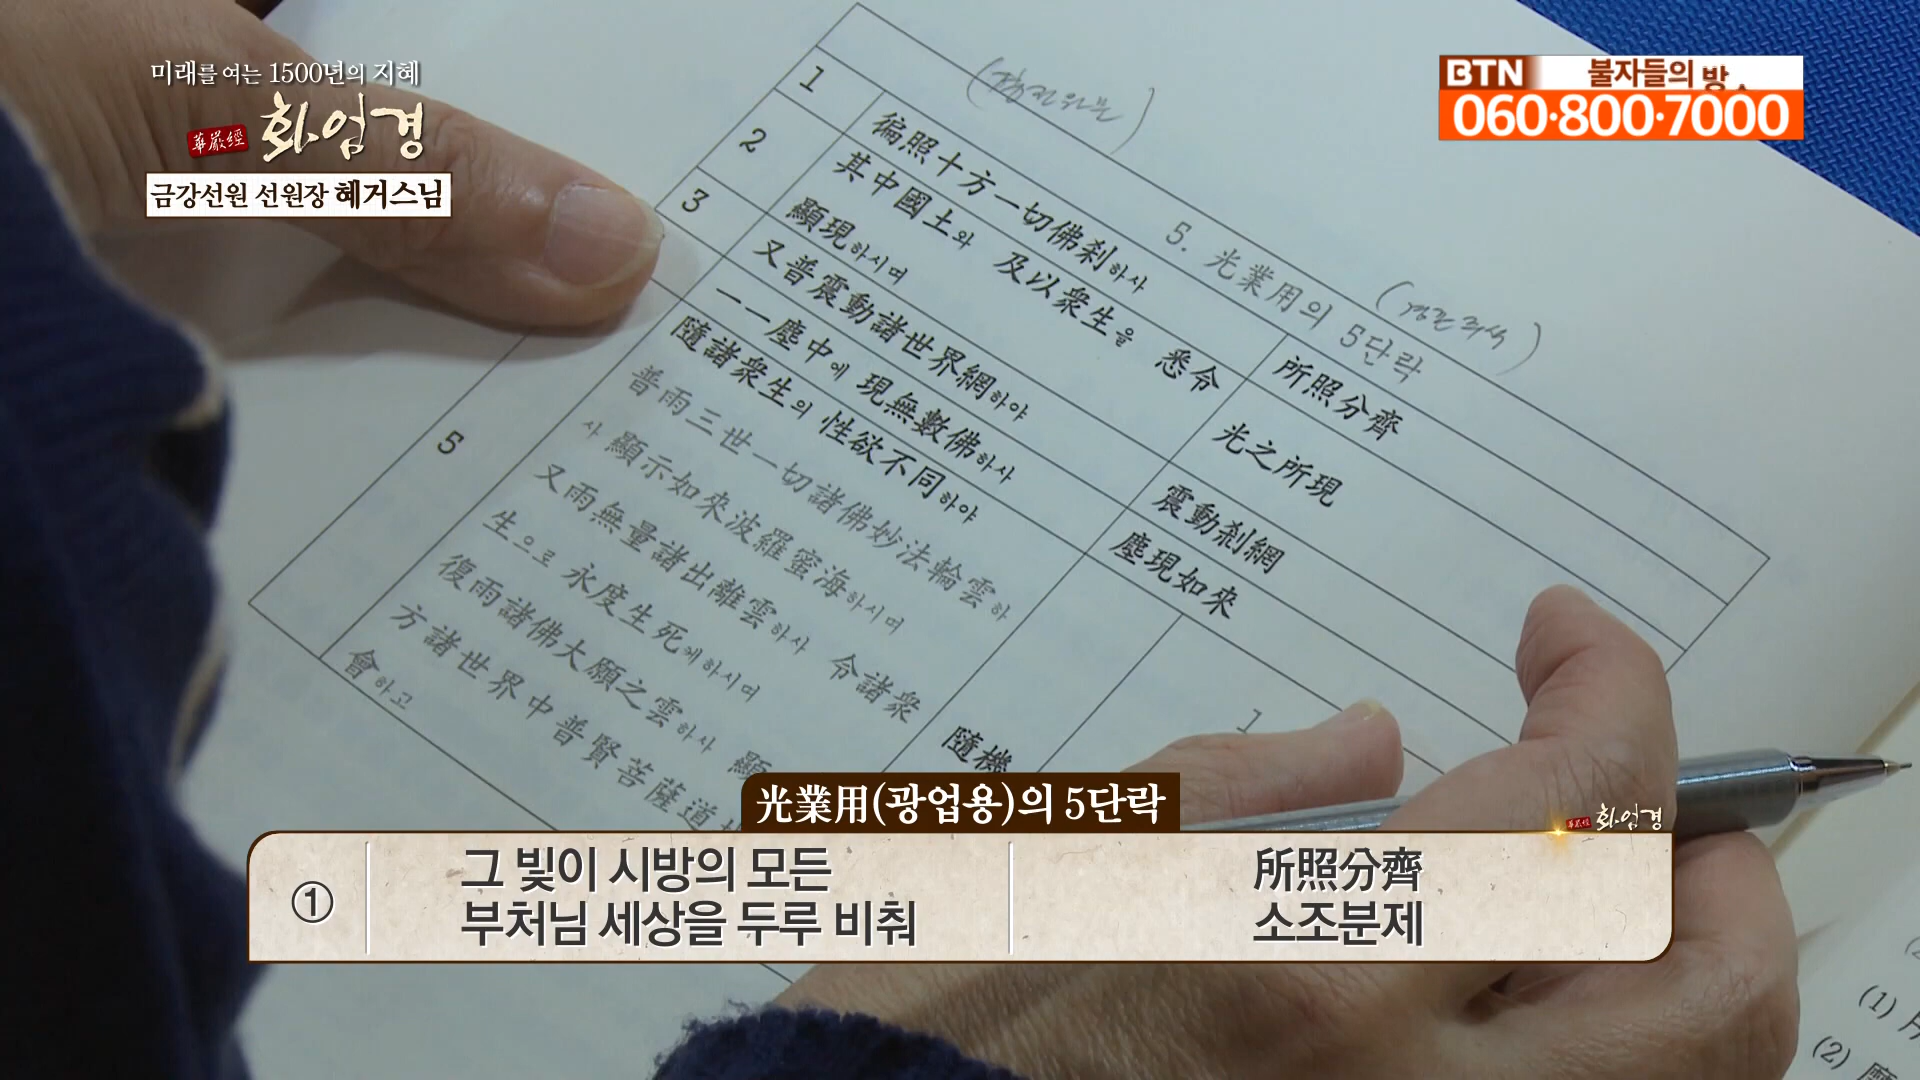 미래를 여는 1500년의 지혜
華嚴經 화엄경
금강선원 선원장 혜거스님
BTN 불자들의 방
060·800·7000
5. 光業用의 5단락
1 徧照十方一切佛刹하사 所照分齊
2 其中國土와 及以衆生을 悉令
顯現하시며 光之所現
3 又普震動諸世界網하야 震動刹網
一一塵中에 現無數佛하사 塵現如來
隨諸衆生의 性欲不同하야
普雨三世一切諸佛妙法輪雲하
사 顯示如來波羅蜜海하시며 1
5 又雨無量諸出離雲하사 令諸衆
生으로 永度生死에하시며 隨機
復雨諸佛大願之雲하사 顯
方諸世界中普賢菩薩道
會하고
光業用(광업용)의 5단락
華嚴經 화엄경
① 그 빛이 시방의 모든
부처님 세상을 두루 비춰
所照分齊
소조분제
(1)
(2)